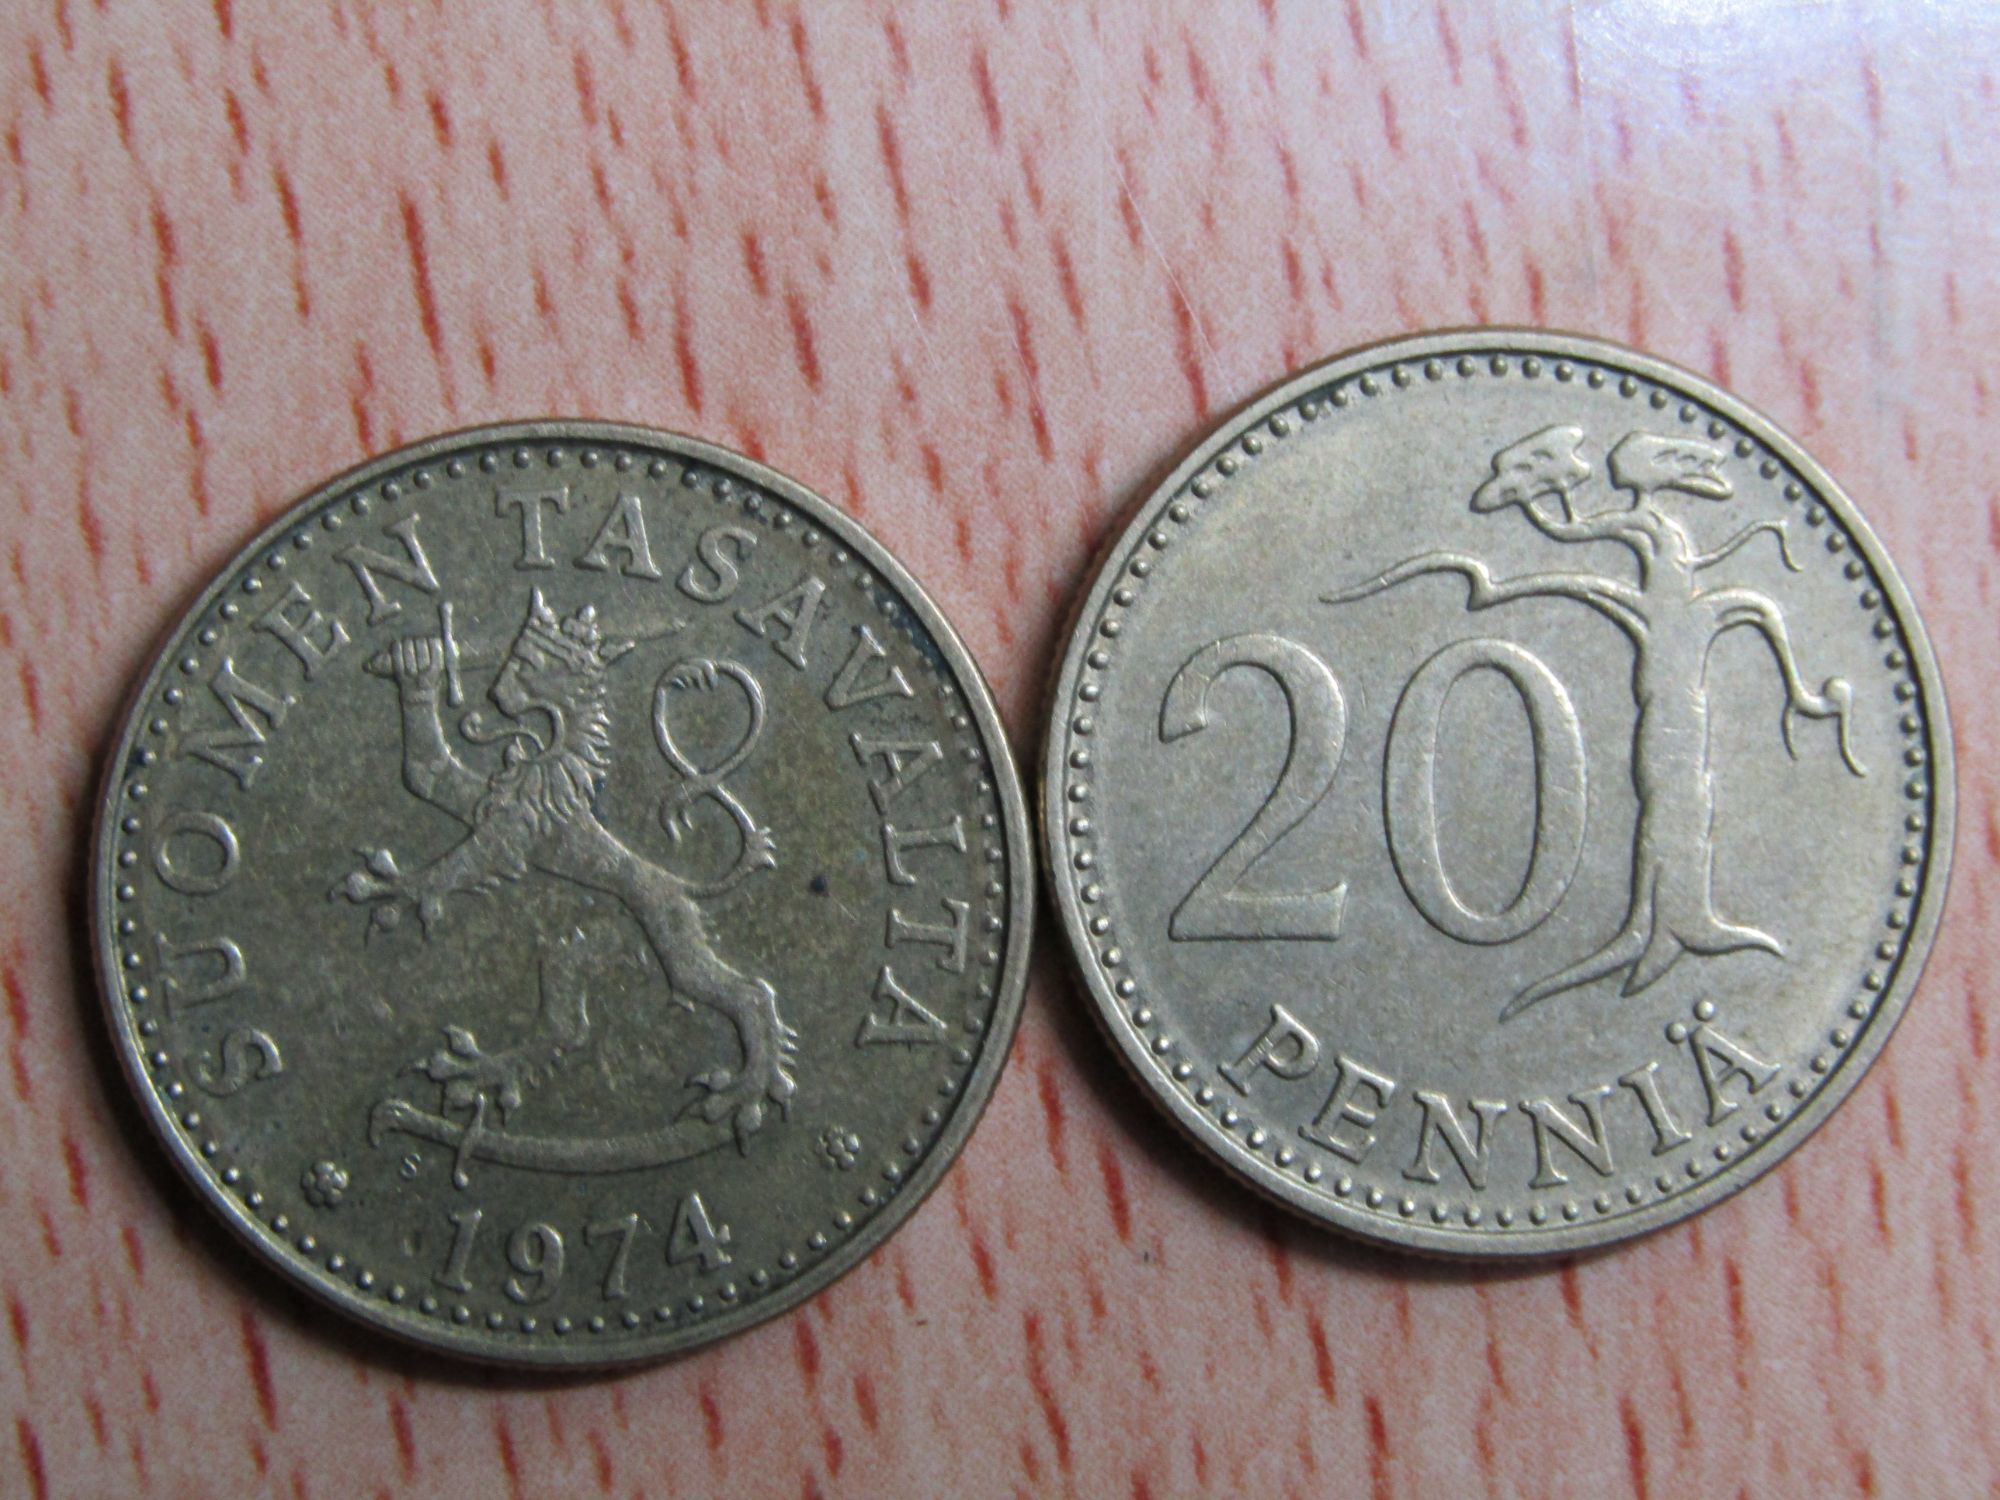 SUOMEN TASAVALTA
S
1974
20
PENNIÄ